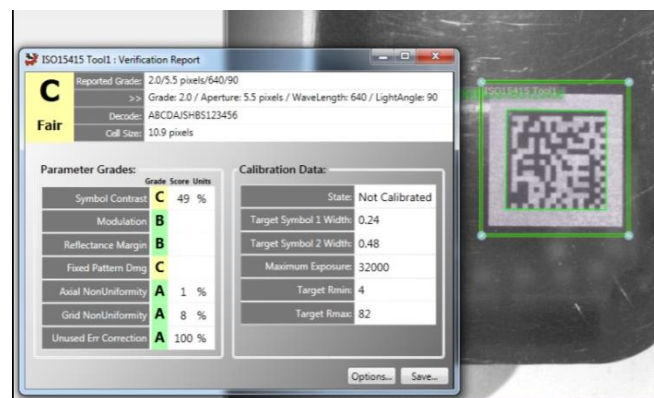 ISO15415 Tool1 : Verification Report
C
Fair
Reported Grade: 2.0/5.5 pixels/640/90
>> Grade: 2.0 / Aperture: 5.5 pixels / WaveLength: 640 / LightAngle: 90
Decode: ABCDAJSHBS123456
Cell Size: 10.9 pixels
Parameter Grades:
Grade Score Units
Symbol Contrast C 49 %
Modulation B
Reflectance Margin B
Fixed Pattern Dmg C
Axial NonUniformity A 1 %
Grid NonUniformity A 8 %
Unused Err Correction A 100 %
Calibration Data:
State: Not Calibrated
Target Symbol 1 Width: 0.24
Target Symbol 2 Width: 0.48
Maximum Exposure: 32000
Target Rmin: 4
Target Rmax: 82
Options... Save...
ISO15415 Tool1